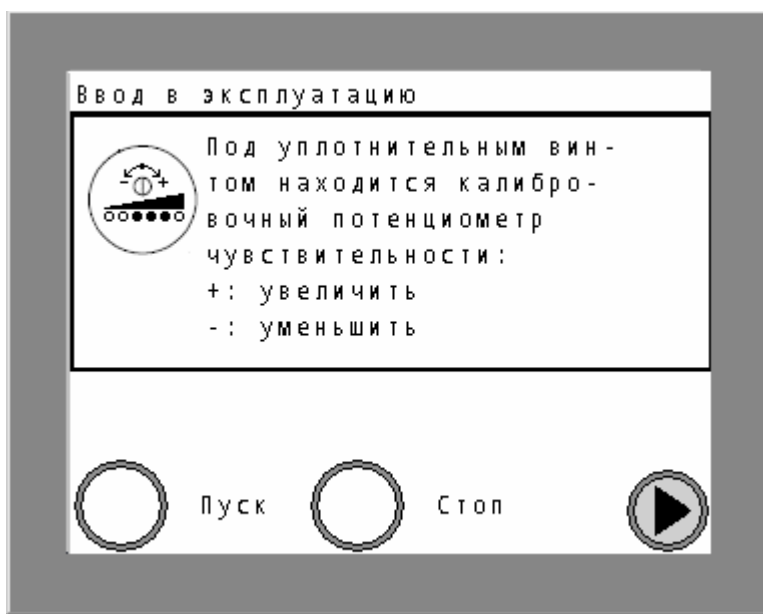 Ввод в эксплуатацию
Под уплотнительным вин-
том находится калибро-
вочный потенциометр
чувствительности:
+: увеличить
-: уменьшить
- +
Пуск
Стоп